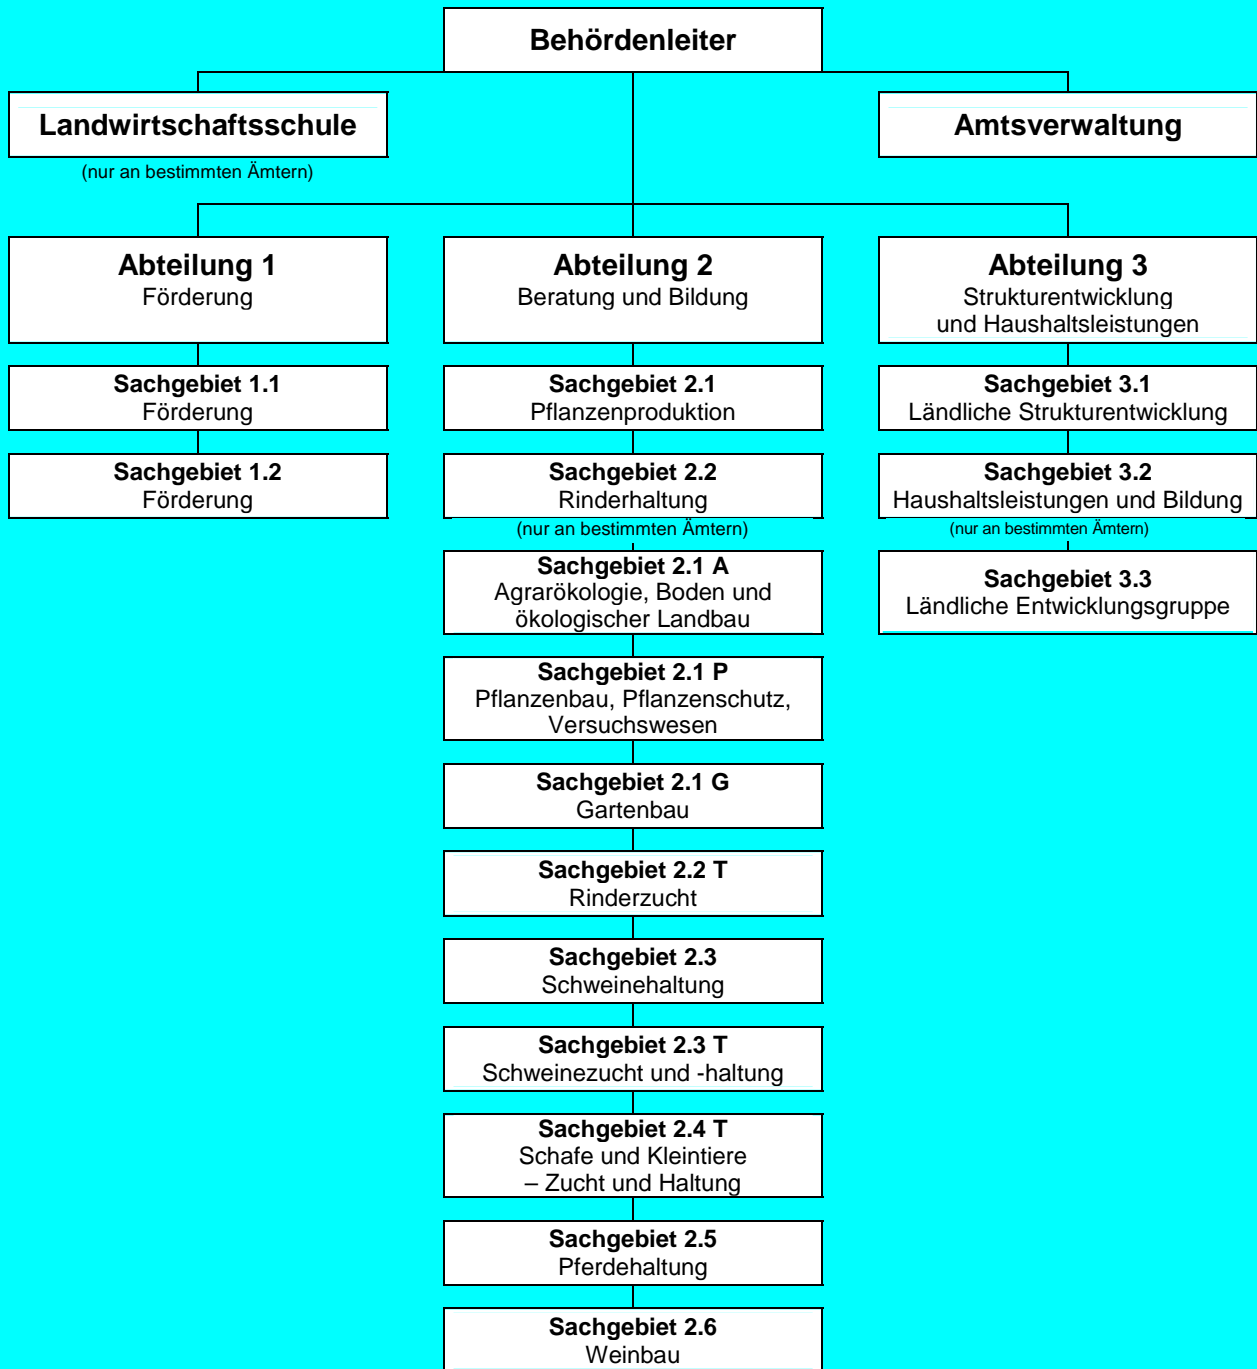 Behördenleiter
Landwirtschaftsschule
(nur an bestimmten Ämtern)
Amtsverwaltung
Abteilung 1
Förderung
Abteilung 2
Beratung und Bildung
Abteilung 3
Strukturentwicklung
und Haushaltsleistungen
Sachgebiet 1.1
Förderung
Sachgebiet 1.2
Förderung
Sachgebiet 2.1
Pflanzenproduktion
Sachgebiet 2.2
Rinderhaltung
(nur an bestimmten Ämtern)
Sachgebiet 2.1 A
Agrarökologie, Boden und
ökologischer Landbau
Sachgebiet 2.1 P
Pflanzenbau, Pflanzenschutz,
Versuchswesen
Sachgebiet 2.1 G
Gartenbau
Sachgebiet 2.2 T
Rinderzucht
Sachgebiet 2.3
Schweinehaltung
Sachgebiet 2.3 T
Schweinezucht und -haltung
Sachgebiet 2.4 T
Schafe und Kleintiere
– Zucht und Haltung
Sachgebiet 2.5
Pferdehaltung
Sachgebiet 2.6
Weinbau
Sachgebiet 3.1
Ländliche Strukturentwicklung
Sachgebiet 3.2
Haushaltsleistungen und Bildung
(nur an bestimmten Ämtern)
Sachgebiet 3.3
Ländliche Entwicklungsgruppe